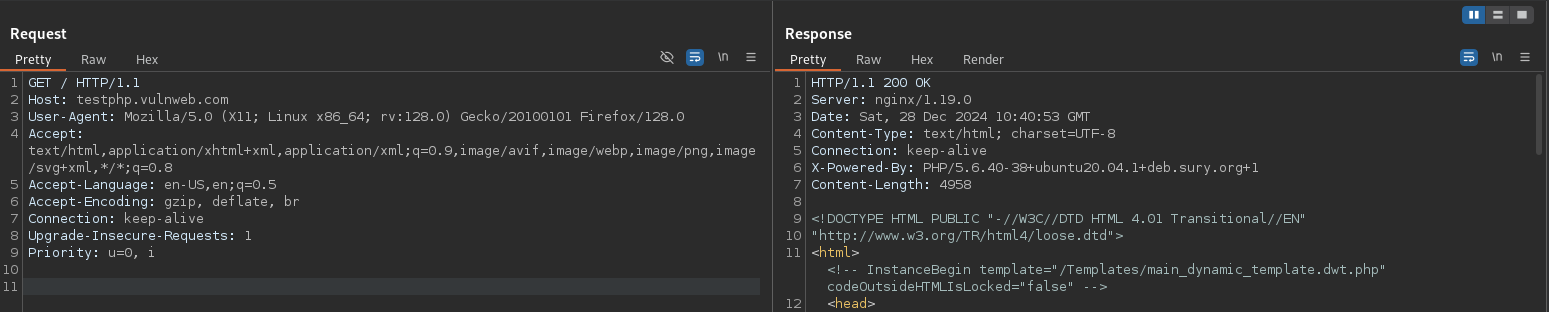 Request
Pretty Raw Hex \n
1 GET / HTTP/1.1
2 Host: testphp.vulnweb.com
3 User-Agent: Mozilla/5.0 (X11; Linux x86_64; rv:128.0) Gecko/20100101 Firefox/128.0
4 Accept:
text/html,application/xhtml+xml,application/xml;q=0.9,image/avif,image/webp,image/png,image
/svg+xml,*/*;q=0.8
5 Accept-Language: en-US,en;q=0.5
6 Accept-Encoding: gzip, deflate, br
7 Connection: keep-alive
8 Upgrade-Insecure-Requests: 1
9 Priority: u=0, i
10
11
Response
Pretty Raw Hex Render \n
1 HTTP/1.1 200 OK
2 Server: nginx/1.19.0
3 Date: Sat, 28 Dec 2024 10:40:53 GMT
4 Content-Type: text/html; charset=UTF-8
5 Connection: keep-alive
6 X-Powered-By: PHP/5.6.40-38+ubuntu20.04.1+deb.sury.org+1
7 Content-Length: 4958
8
9 <!DOCTYPE HTML PUBLIC "-//W3C//DTD HTML 4.01 Transitional//EN"
10 "http://www.w3.org/TR/html4/loose.dtd">
11 <html>
<!-- InstanceBegin template="/Templates/main_dynamic_template.dwt.php"
codeOutsideHTMLIsLocked="false" -->
12 <head>